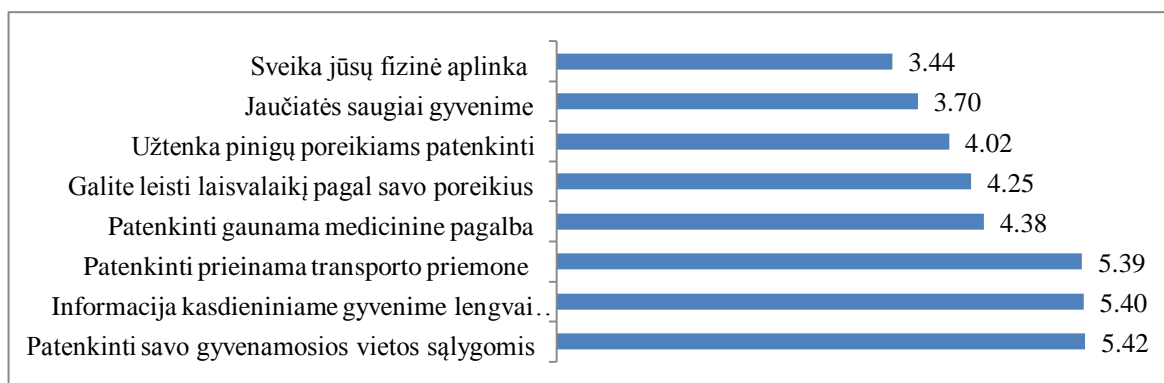 Sveika jūsų fizinė aplinka 3.44
Jaučiatės saugiai gyvenime 3.70
Užtenka pinigų poreikiams patenkinti 4.02
Galite leisti laisvalaikį pagal savo poreikius 4.25
Patenkinti gaunama medicinine pagalba 4.38
Patenkinti prieinama transporto priemone 5.39
Informacija kasdieniniame gyvenime lengvai.. 5.40
Patenkinti savo gyvenamosios vietos sąlygomis 5.42